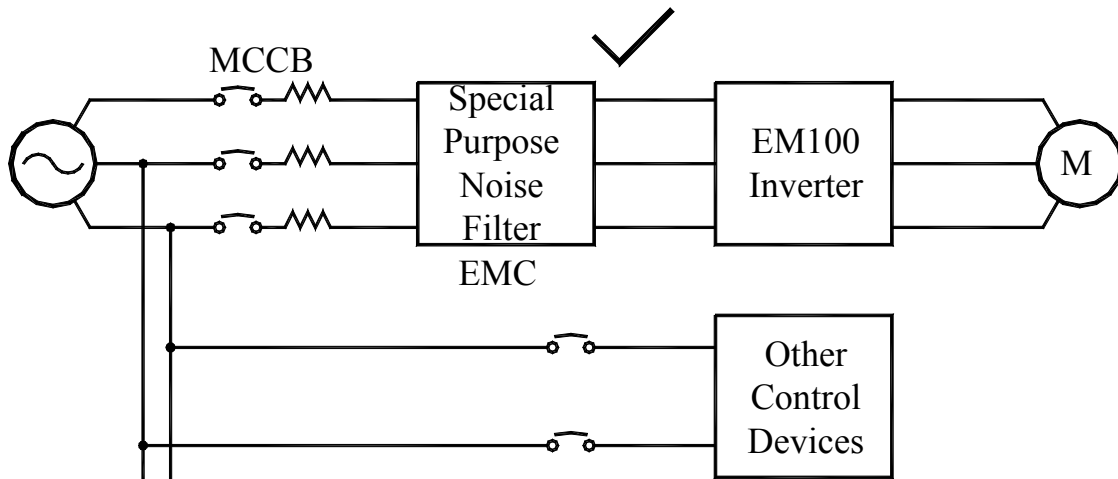 MCCB
Special
Purpose
Noise
Filter
EMC
EM100
Inverter
M
Other
Control
Devices